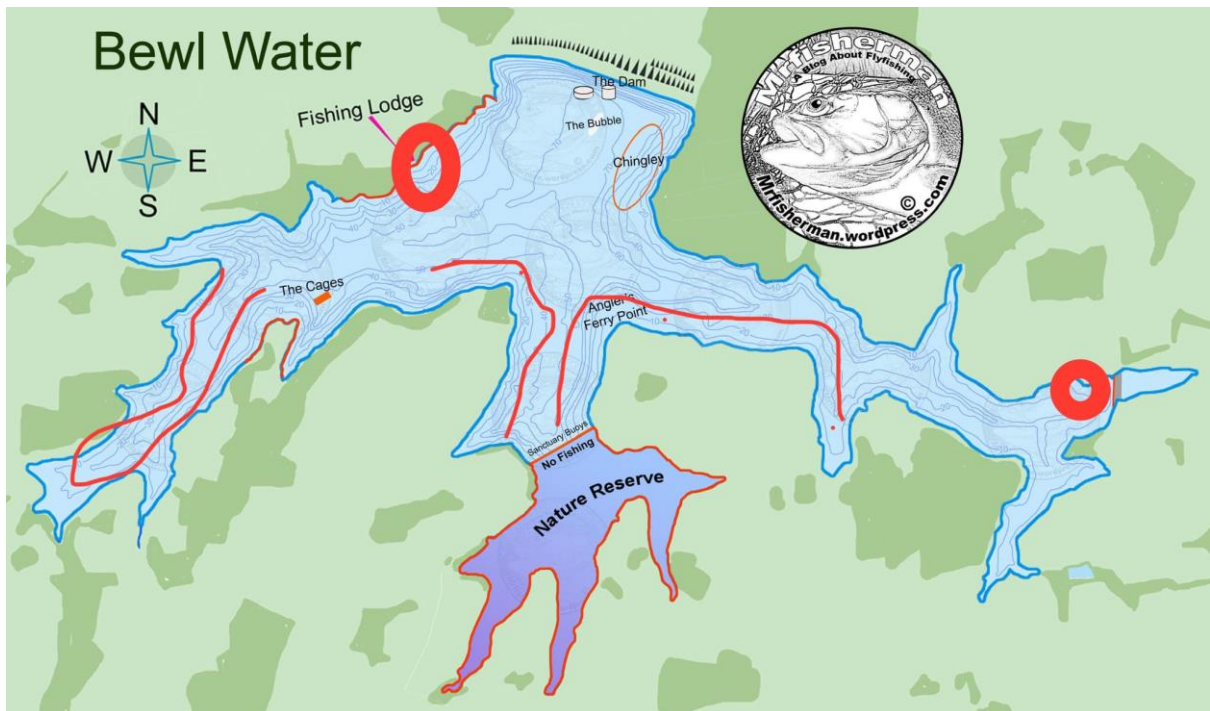 Bewl Water
N
W E
S
Fishing Lodge
The Dam
The Bubble
Chingley
The Cages
Angler's
Ferry Point
Sanctuary Buoys
No Fishing
Nature Reserve
Mrfisherman
A Blog About Flyfishing
©
Mrfisherman.wordpress.com